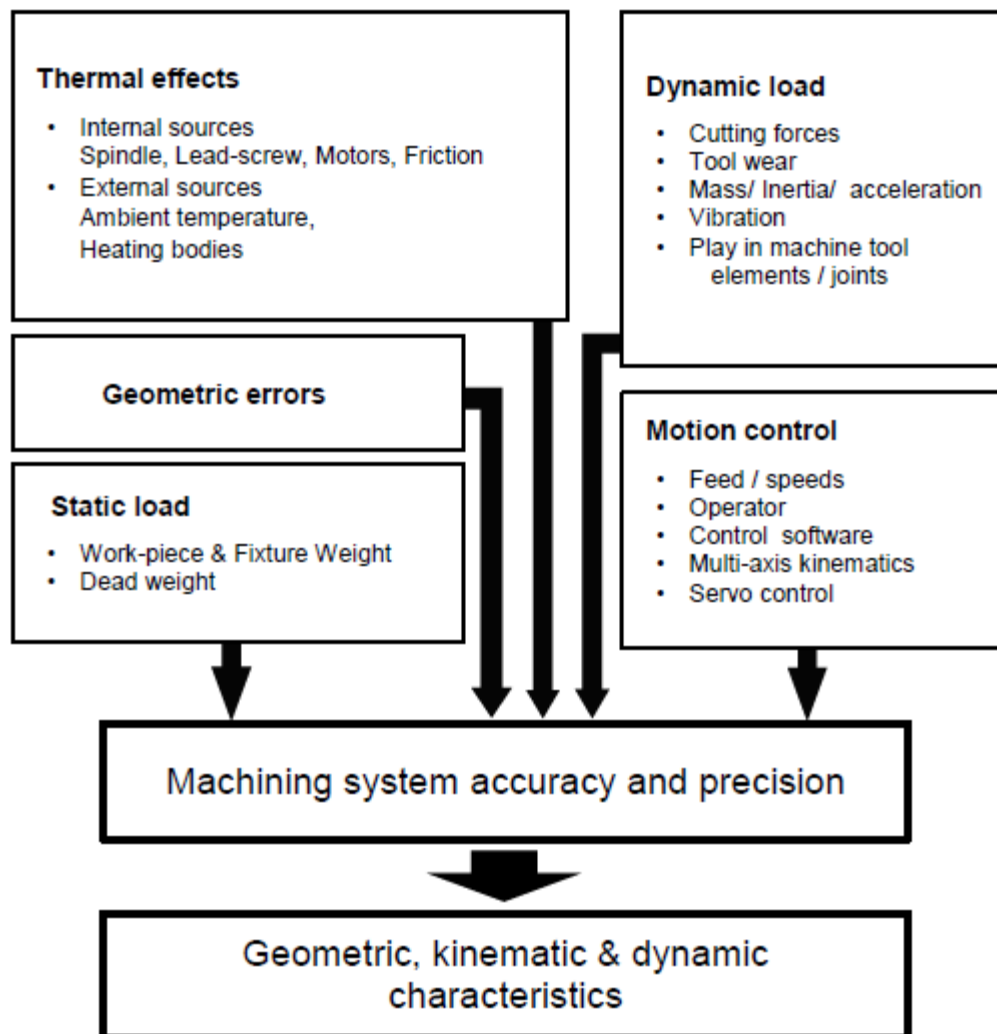 Thermal effects
• Internal sources
Spindle, Lead-screw, Motors, Friction
• External sources
Ambient temperature,
Heating bodies
Geometric errors
Static load
• Work-piece & Fixture Weight
• Dead weight
Dynamic load
• Cutting forces
• Tool wear
• Mass/ Inertia/ acceleration
• Vibration
• Play in machine tool
elements / joints
Motion control
• Feed / speeds
• Operator
• Control software
• Multi-axis kinematics
• Servo control
Machining system accuracy and precision
Geometric, kinematic & dynamic
characteristics